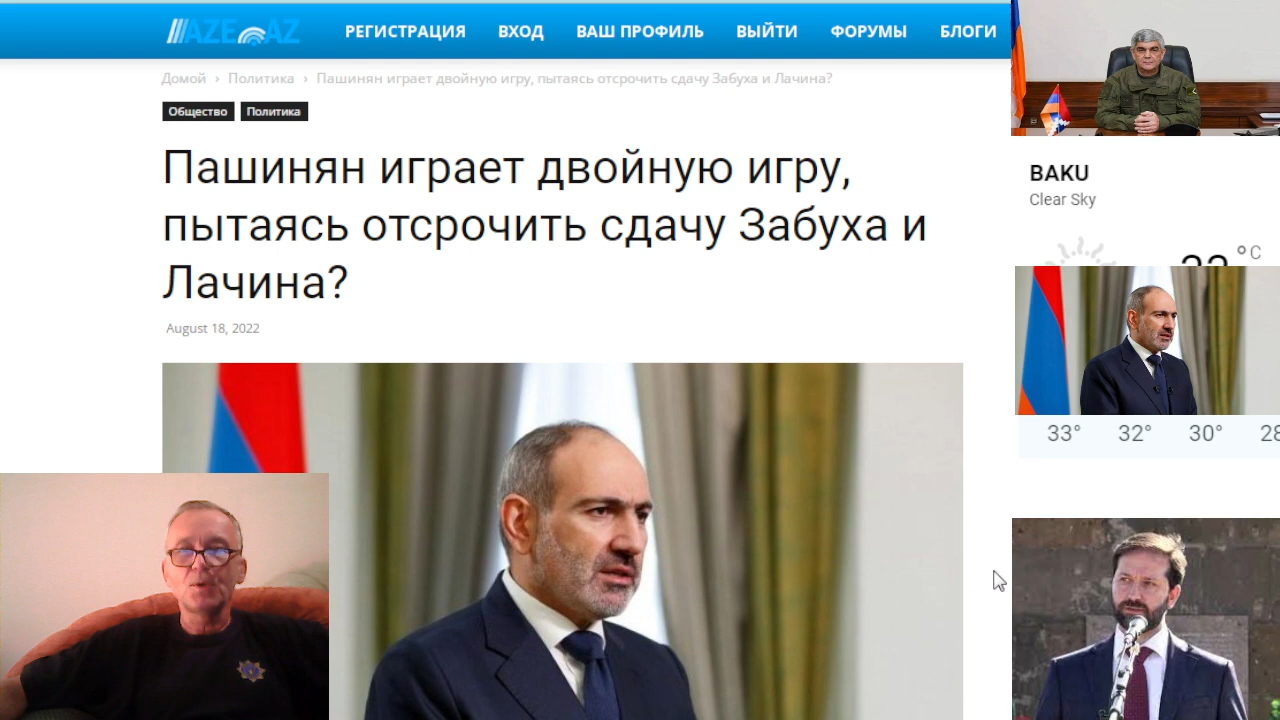 AZE AZ
РЕГИСТРАЦИЯ ВХОД ВАШ ПРОФИЛЬ ВЫЙТИ ФОРУМЫ БЛОГИ
Домой › Политика › Пашинян играет двойную игру, пытаясь отсрочить сдачу Забуха и Лачина?
Общество Политика
Пашинян играет двойную игру,
пытаясь отсрочить сдачу Забуха и
Лачина?
August 18, 2022
BAKU
Clear Sky
°C
33° 32° 30° 28